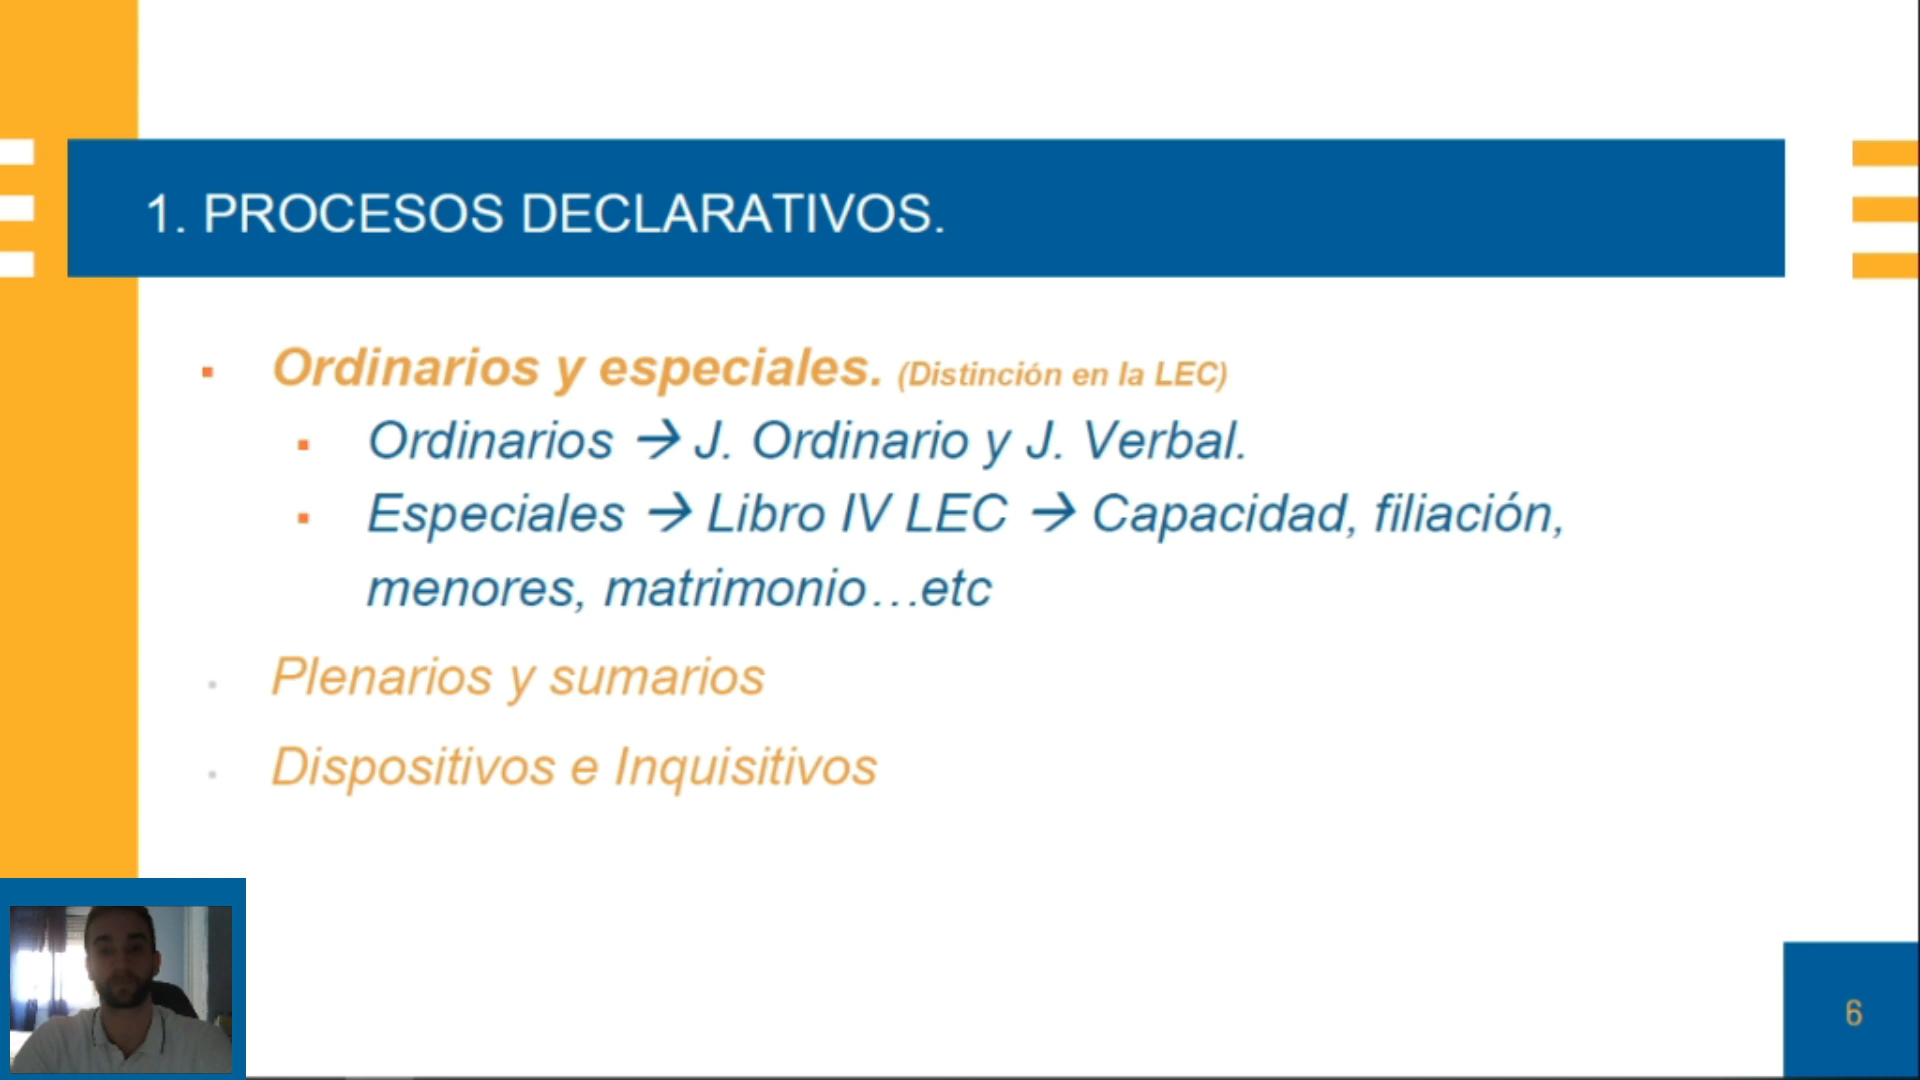 1. PROCESOS DECLARATIVOS.
▪ Ordinarios y especiales. (Distinción en la LEC)
▪ Ordinarios → J. Ordinario y J. Verbal.
▪ Especiales → Libro IV LEC → Capacidad, filiación,
menores, matrimonio…etc
▪ Plenarios y sumarios
▪ Dispositivos e Inquisitivos
6